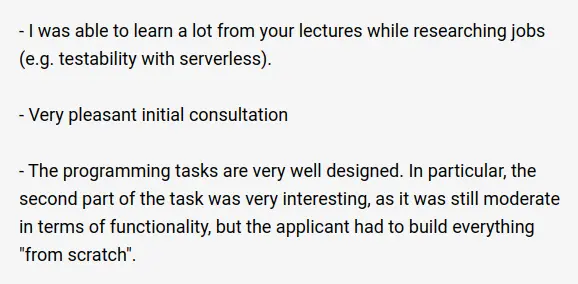 - I was able to learn a lot from your lectures while researching jobs
(e.g. testability with serverless).
- Very pleasant initial consultation
- The programming tasks are very well designed. In particular, the
second part of the task was very interesting, as it was still moderate
in terms of functionality, but the applicant had to build everything
"from scratch".